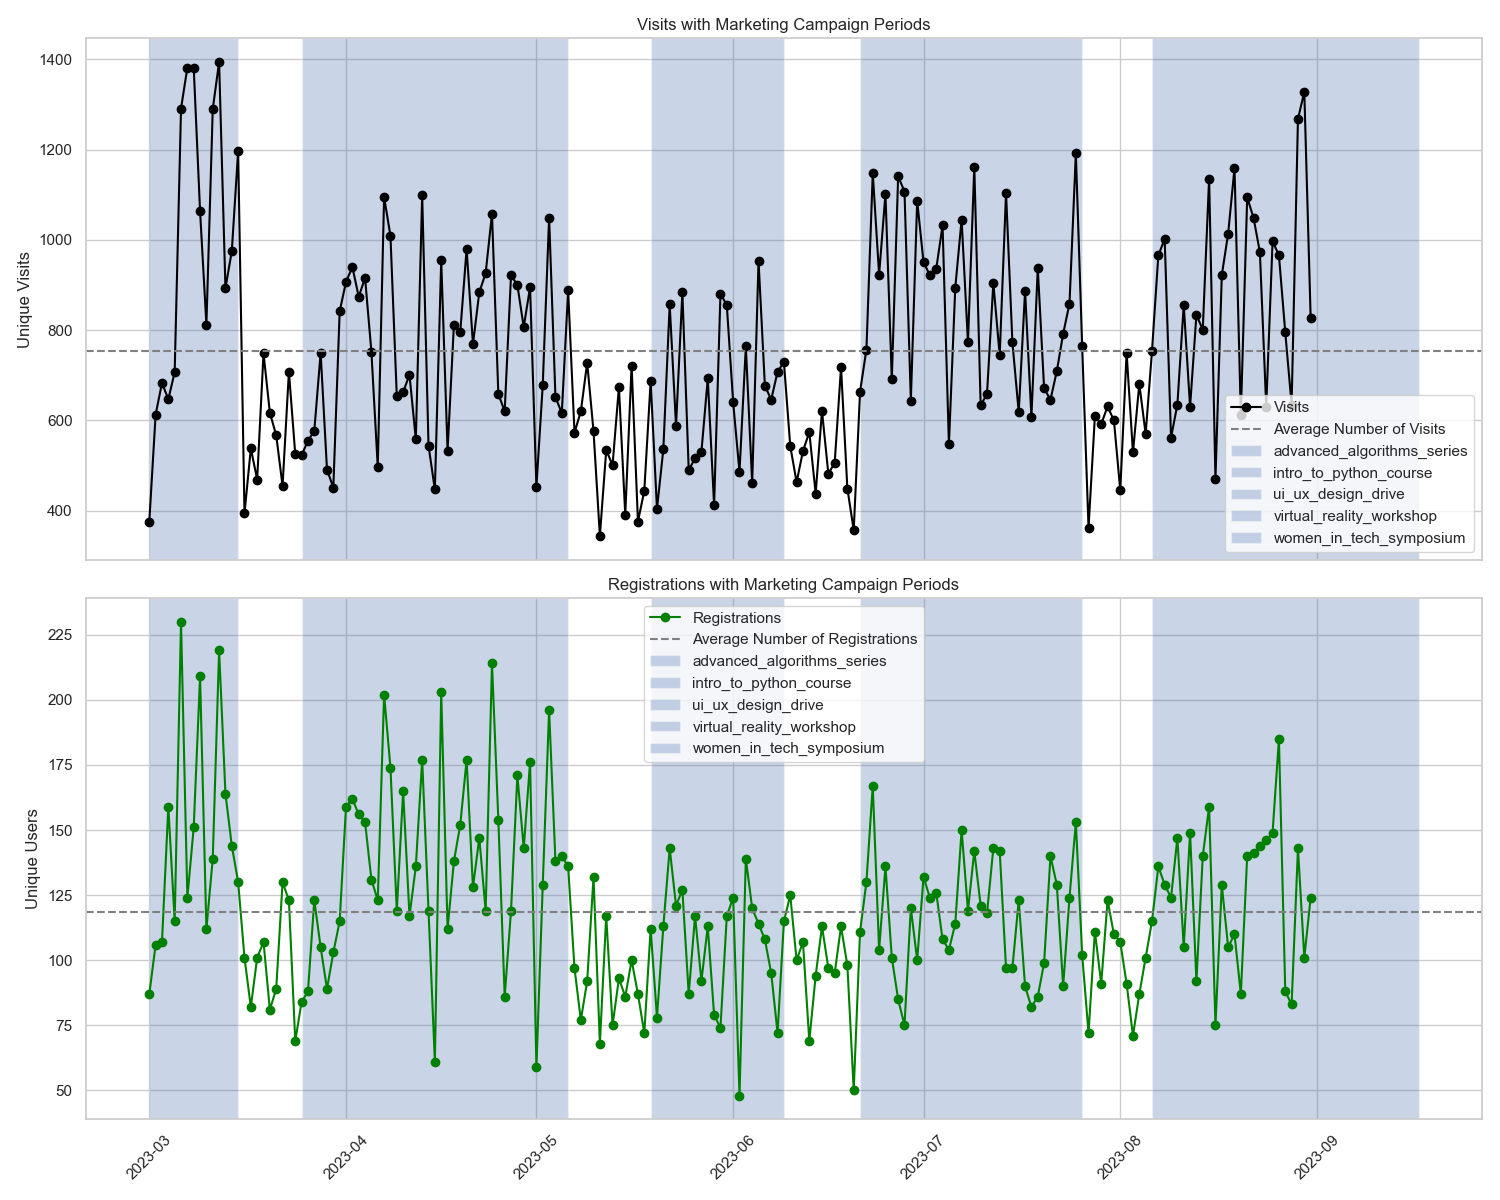 Visits with Marketing Campaign Periods
1400
1200
1000
800
600
400
Unique Visits
Visits
Average Number of Visits
advanced_algorithms_series
intro_to_python_course
ui_ux_design_drive
virtual_reality_workshop
women_in_tech_symposium
Registrations with Marketing Campaign Periods
225
200
175
150
125
100
75
50
Unique Users
Registrations
Average Number of Registrations
advanced_algorithms_series
intro_to_python_course
ui_ux_design_drive
virtual_reality_workshop
women_in_tech_symposium
2023-03
2023-04
2023-05
2023-06
2023-07
2023-08
2023-09